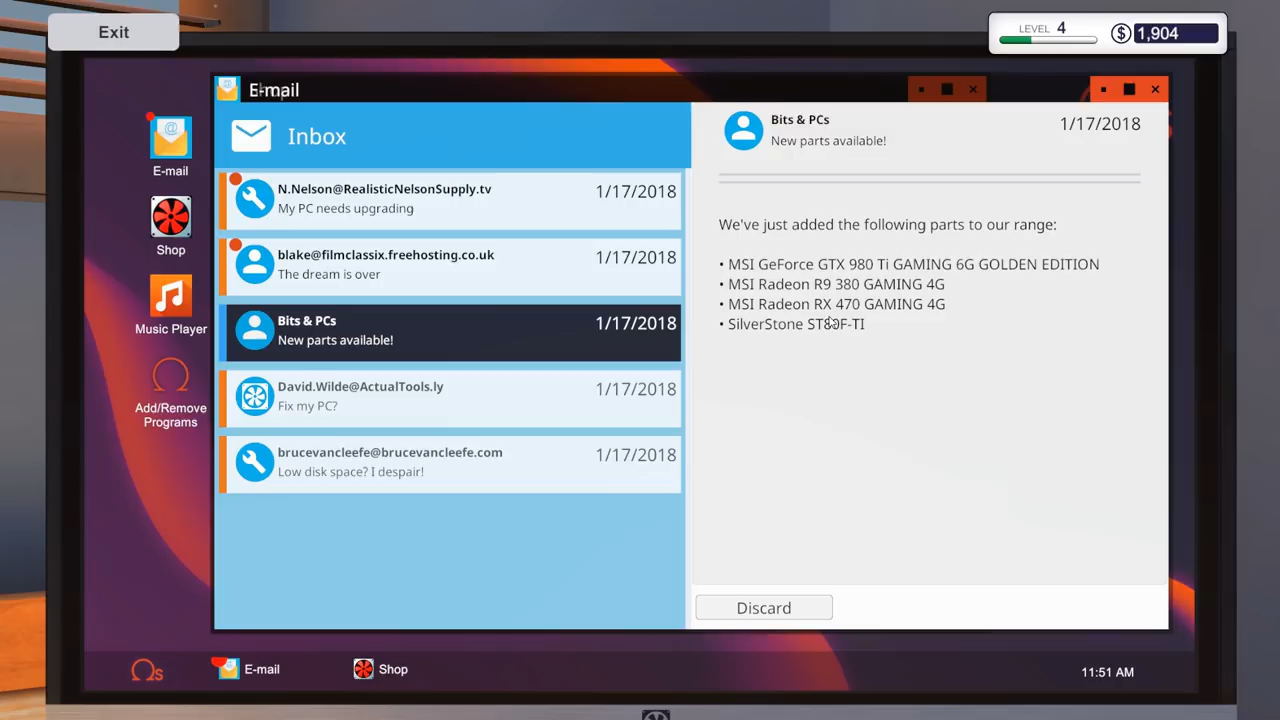 Exit
LEVEL 4
$ 1,904
E-mail
E-mail
Shop
Music Player
Add/Remove
Programs
Inbox
N.Nelson@RealisticNelsonSupply.tv
1/17/2018
My PC needs upgrading
blake@filmclassix.freehosting.co.uk
1/17/2018
The dream is over
Bits & PCs
1/17/2018
New parts available!
David.Wilde@ActualTools.ly
1/17/2018
Fix my PC?
brucevancleefe@brucevancleefe.com
1/17/2018
Low disk space? I despair!
Bits & PCs
1/17/2018
New parts available!
We've just added the following parts to our range:
• MSI GeForce GTX 980 Ti GAMING 6G GOLDEN EDITION
• MSI Radeon R9 380 GAMING 4G
• MSI Radeon RX 470 GAMING 4G
• SilverStone ST80F-TI
Discard
Ωs
E-mail
Shop
11:51 AM